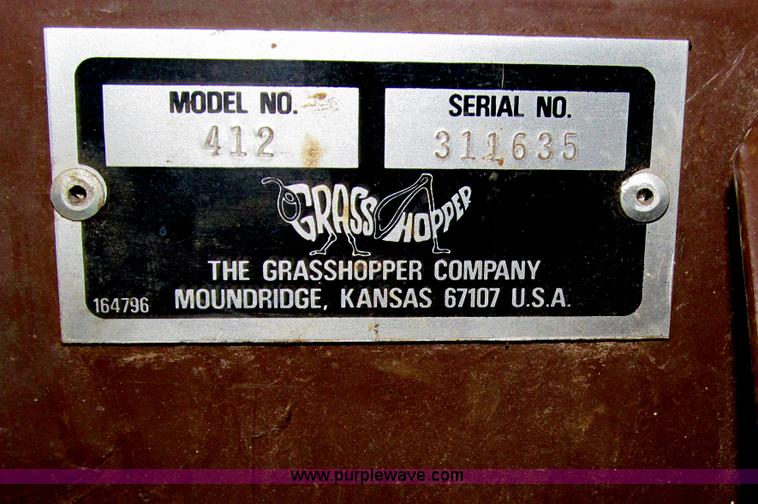 MODEL NO. SERIAL NO.
412 311635
GRASSHOPPER
THE GRASSHOPPER COMPANY
164796 MOUNDRIDGE, KANSAS 67107 U.S.A.
www.purplewave.com